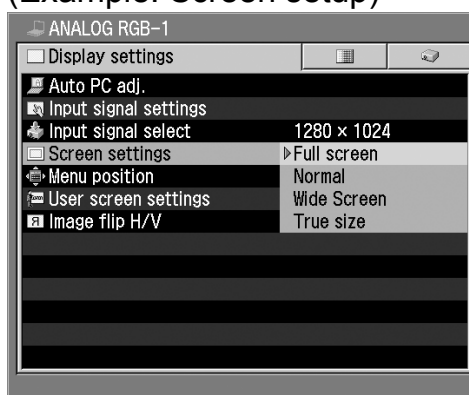 (Example: Screen setup)
ANALOG RGB-1
Display settings
Auto PC adj.
Input signal settings
Input signal select 1280 × 1024
Screen settings Full screen
Menu position Normal
User screen settings Wide Screen
Image flip H/V True size